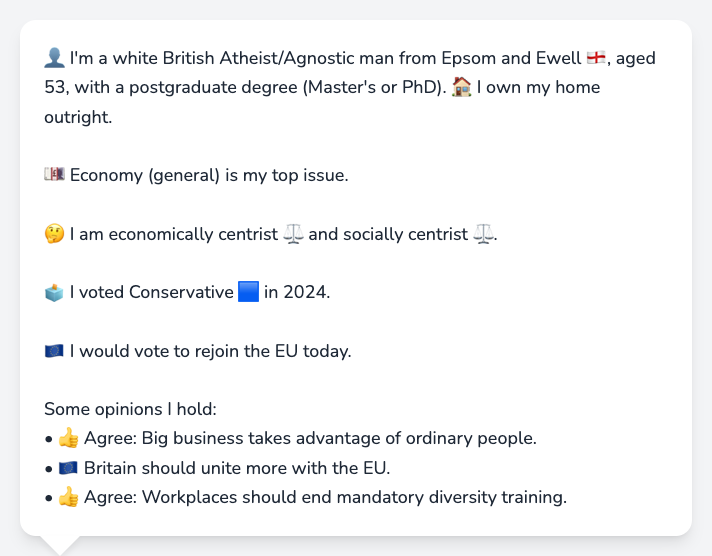 👤 I'm a white British Atheist/Agnostic man from Epsom and Ewell 🏴󠁧󠁢󠁥󠁮󠁧󠁿, aged
53, with a postgraduate degree (Master's or PhD). 🏠 I own my home
outright.
💷 Economy (general) is my top issue.
🤔 I am economically centrist ⚖️ and socially centrist ⚖️.
🗳️ I voted Conservative 🟦 in 2024.
🇪🇺 I would vote to rejoin the EU today.
Some opinions I hold:
• 👍 Agree: Big business takes advantage of ordinary people.
• 🇪🇺 Britain should unite more with the EU.
• 👍 Agree: Workplaces should end mandatory diversity training.